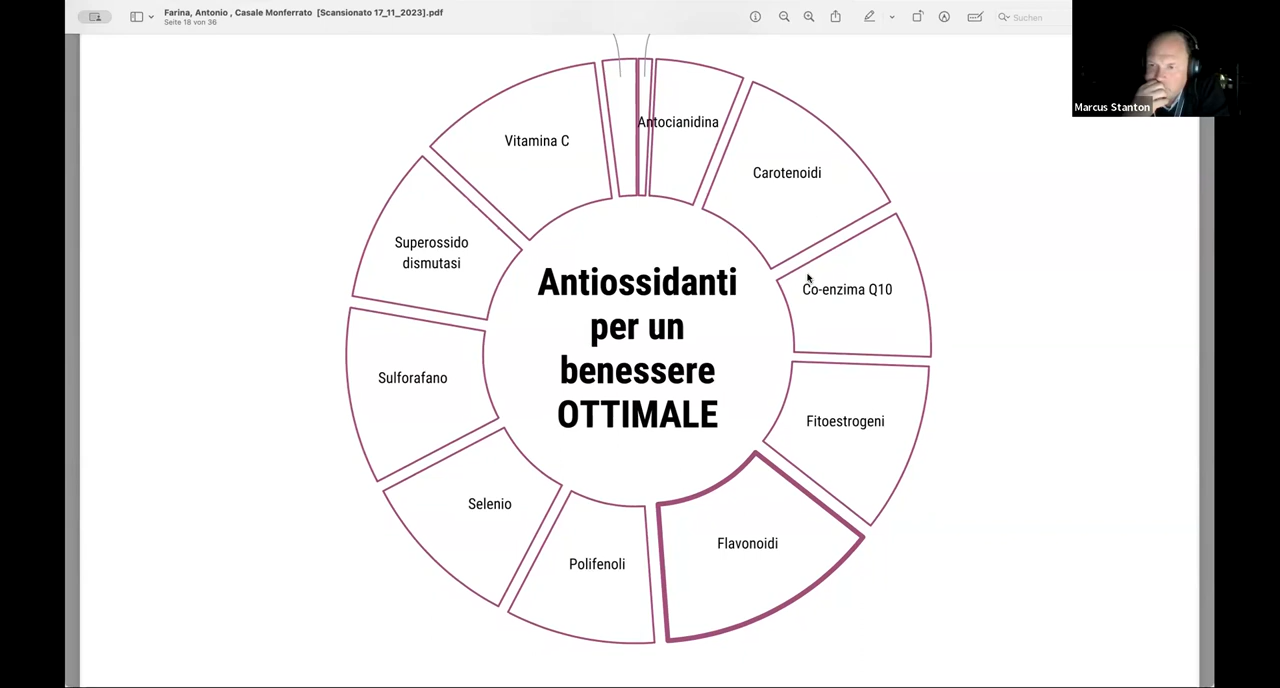 Farina, Antonio , Casale Monferrato [Scansionato 17_11_2023].pdf
Seite 18 von 36
Suchen
Marcus Stanton
Antocianidina
Vitamina C
Carotenoidi
Superossido
dismutasi
Co-enzima Q10
Antiossidanti
per un
benessere
OTTIMALE
Sulforafano
Fitoestrogeni
Selenio
Flavonoidi
Polifenoli